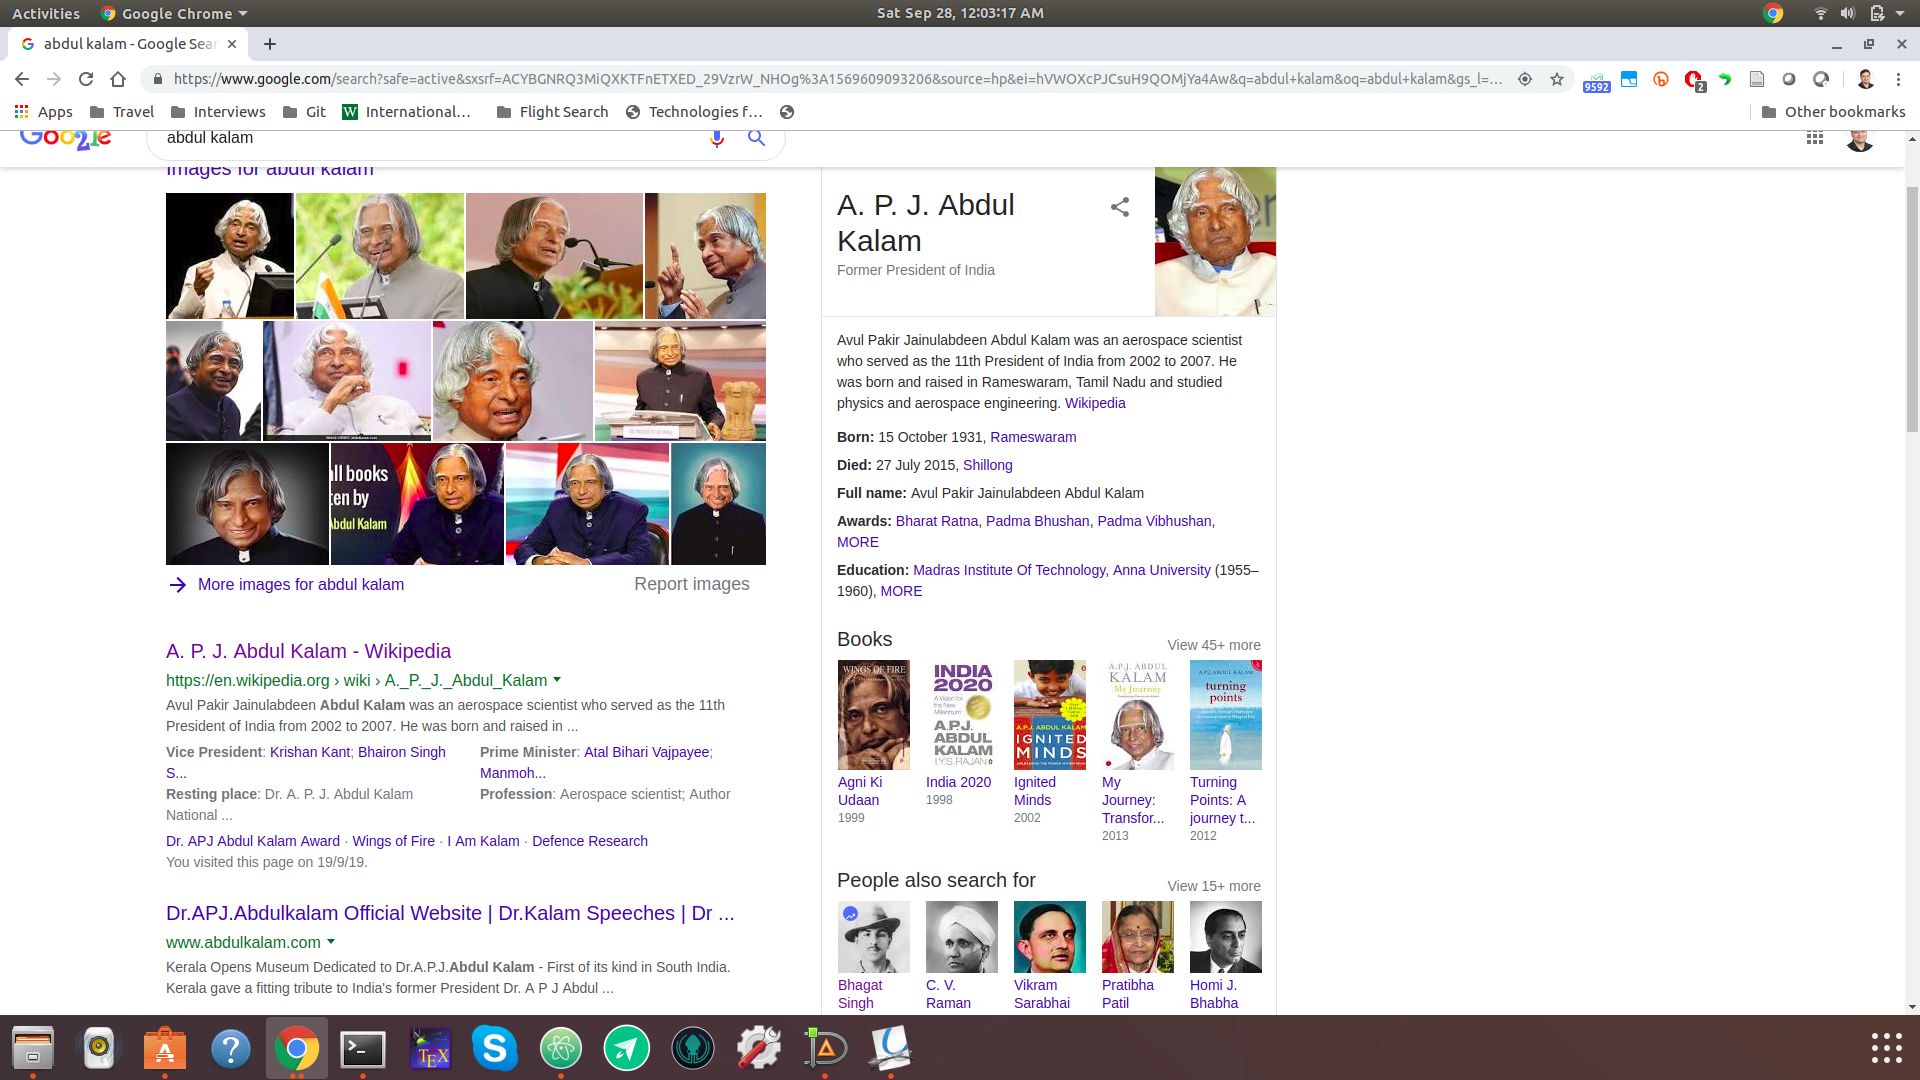 Activities
Google Chrome
Sat Sep 28, 12:03:17 AM
abdul kalam - Google Sear
https://www.google.com/search?safe=active&sxsrf=ACYBGNRQ3MiQXKTFnETXED_29VzrW_NHOg%3A1569609093206&source=hp&ei=hVWOXcPJCsuH9QOMjYa4Aw&q=abdul+kalam&oq=abdul+kalam&gs_l=...
9592
2
Apps
Travel
Interviews
Git
International...
Flight Search
Technologies f...
Other bookmarks
abdul kalam
Images for abdul kalam
all books
ten by
Abdul Kalam
More images for abdul kalam
Report images
A. P. J. Abdul Kalam - Wikipedia
https://en.wikipedia.org › wiki › A._P._J._Abdul_Kalam
Avul Pakir Jainulabdeen Abdul Kalam was an aerospace scientist who served as the 11th
President of India from 2002 to 2007. He was born and raised in ...
Vice President: Krishan Kant; Bhairon Singh
S...
Prime Minister: Atal Bihari Vajpayee;
Manmoh...
Resting place: Dr. A. P. J. Abdul Kalam
National ...
Profession: Aerospace scientist; Author
Dr. APJ Abdul Kalam Award · Wings of Fire · I Am Kalam · Defence Research
You visited this page on 19/9/19.
Dr.APJ.Abdulkalam Official Website | Dr.Kalam Speeches | Dr ...
www.abdulkalam.com
Kerala Opens Museum Dedicated to Dr.A.P.J.Abdul Kalam - First of its kind in South India.
Kerala gave a fitting tribute to India's former President Dr. A P J Abdul ...
A. P. J. Abdul
Kalam
Former President of India
Avul Pakir Jainulabdeen Abdul Kalam was an aerospace scientist
who served as the 11th President of India from 2002 to 2007. He
was born and raised in Rameswaram, Tamil Nadu and studied
physics and aerospace engineering. Wikipedia
Born: 15 October 1931, Rameswaram
Died: 27 July 2015, Shillong
Full name: Avul Pakir Jainulabdeen Abdul Kalam
Awards: Bharat Ratna, Padma Bhushan, Padma Vibhushan,
MORE
Education: Madras Institute Of Technology, Anna University (1955–
1960), MORE
Books
View 45+ more
WINGS OF FIRE
INDIA
2020
A Vision for
the New
Millennium
A.P.J.
ABDUL
KALAM
Y.S. RAJAN
A.P.J. ABDUL KALAM
IGNITED
MINDS
A.P.J. ABDUL
KALAM
My Journey
A.P.J. ABDUL KALAM
turning
points
Agni Ki
Udaan
1999
India 2020
1998
Ignited
Minds
2002
My
Journey:
Transfor...
2013
Turning
Points: A
journey t...
2012
People also search for
View 15+ more
Bhagat
Singh
C. V.
Raman
Vikram
Sarabhai
Pratibha
Patil
Homi J.
Bhabha